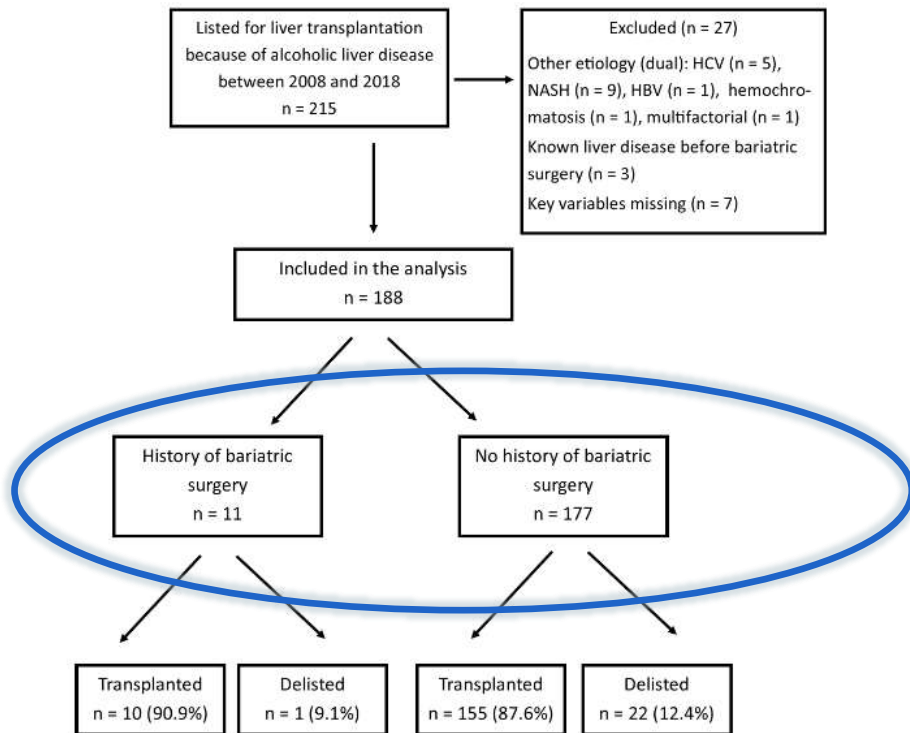 Listed for liver transplantation
because of alcoholic liver disease
between 2008 and 2018
n = 215
Excluded (n = 27)
Other etiology (dual): HCV (n = 5),
NASH (n = 9), HBV (n = 1), hemochro-
matosis (n = 1), multifactorial (n = 1)
Known liver disease before bariatric
surgery (n = 3)
Key variables missing (n = 7)
Included in the analysis
n = 188
History of bariatric
surgery
n = 11
No history of bariatric
surgery
n = 177
Transplanted
n = 10 (90.9%)
Delisted
n = 1 (9.1%)
Transplanted
n = 155 (87.6%)
Delisted
n = 22 (12.4%)